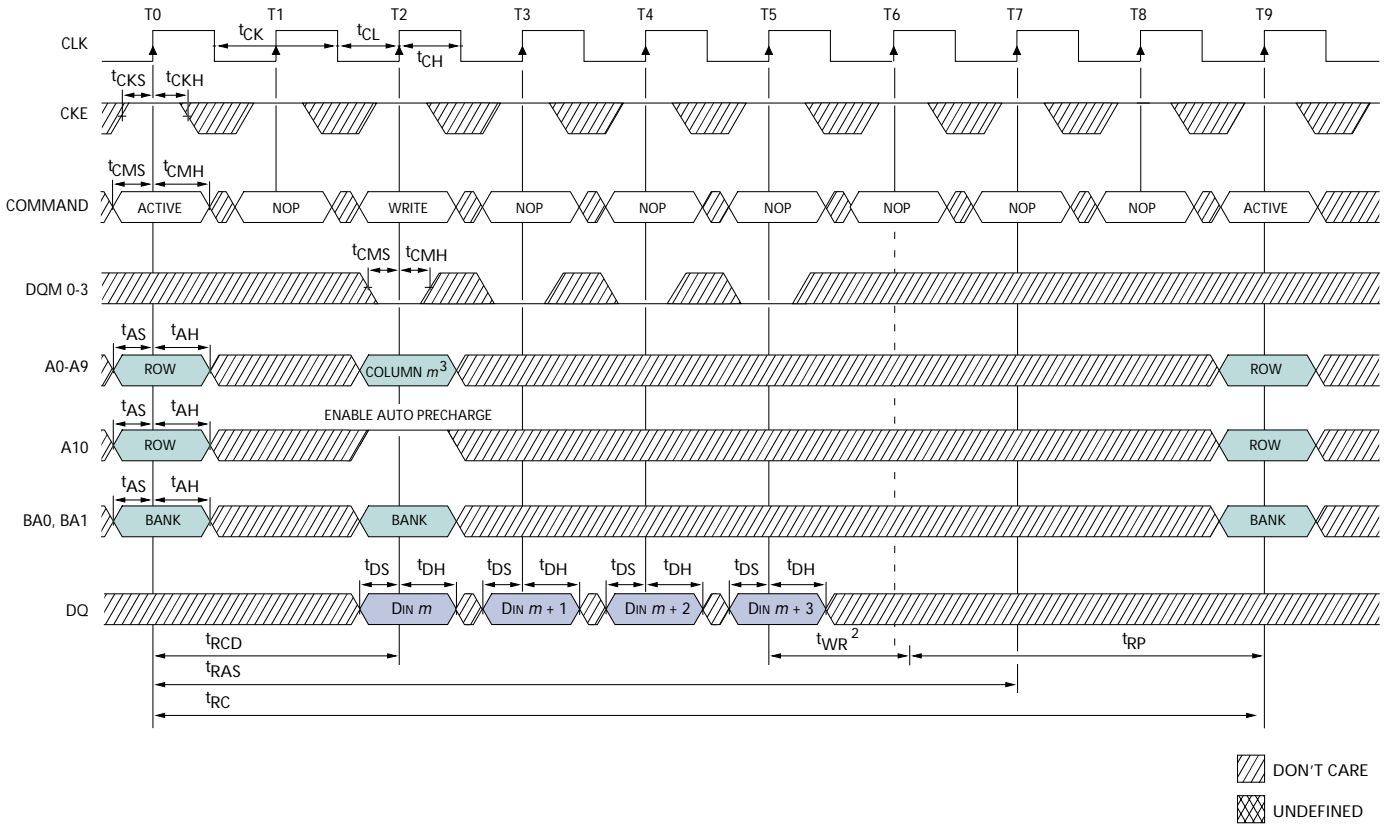 T0 T1 T2 T3 T4 T5 T6 T7 T8 T9
CLK tCK tCL tCH
tCKS tCKH
CKE
tCMS tCMH
COMMAND ACTIVE NOP WRITE NOP NOP NOP NOP NOP NOP ACTIVE
tCMS tCMH
DQM 0-3
tAS tAH
A0-A9 ROW COLUMN m3 ROW
tAS tAH ENABLE AUTO PRECHARGE
A10 ROW ROW
tAS tAH
BA0, BA1 BANK BANK BANK
tDS tDH tDS tDH tDS tDH tDS tDH
DQ DIN m DIN m + 1 DIN m + 2 DIN m + 3
tRCD tWR2 tRP
tRAS
tRC
DON'T CARE
UNDEFINED